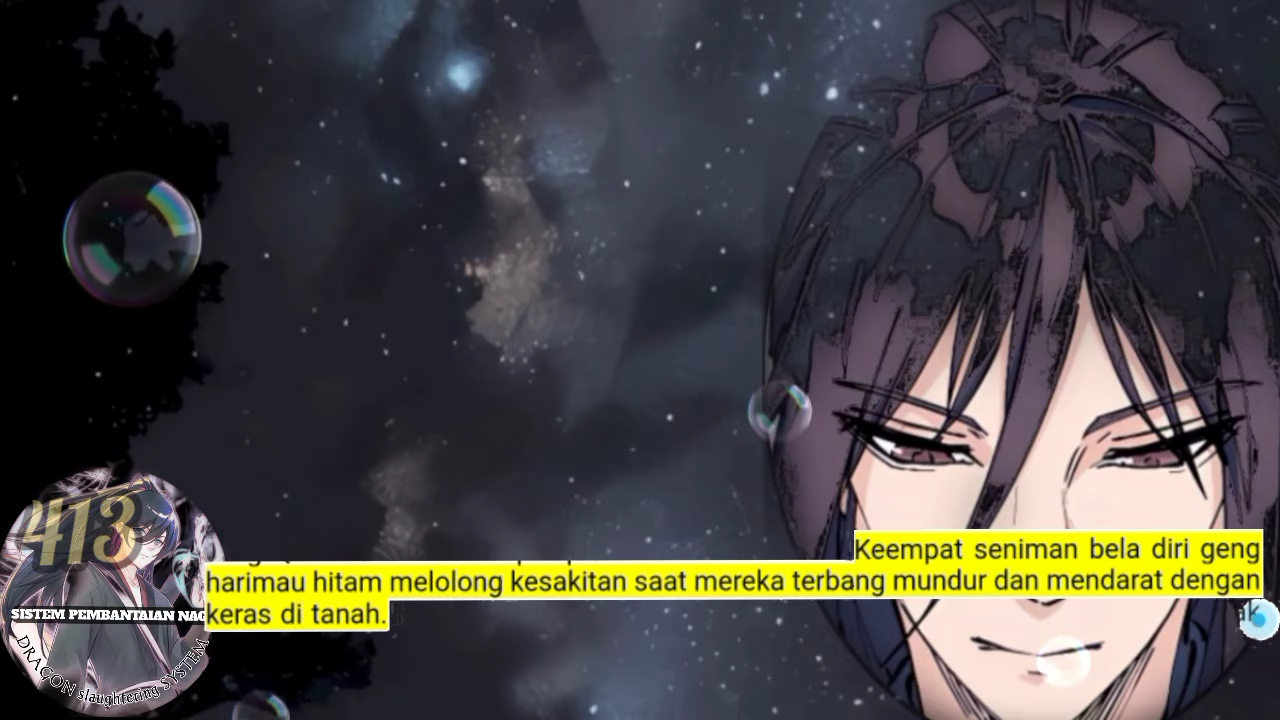 413
SISTEM PEMBANTAIAN NAG
DRAGON slaughtering SYSTEM
Keempat seniman bela diri geng
harimau hitam melolong kesakitan saat mereka terbang mundur dan mendarat dengan
keras di tanah.